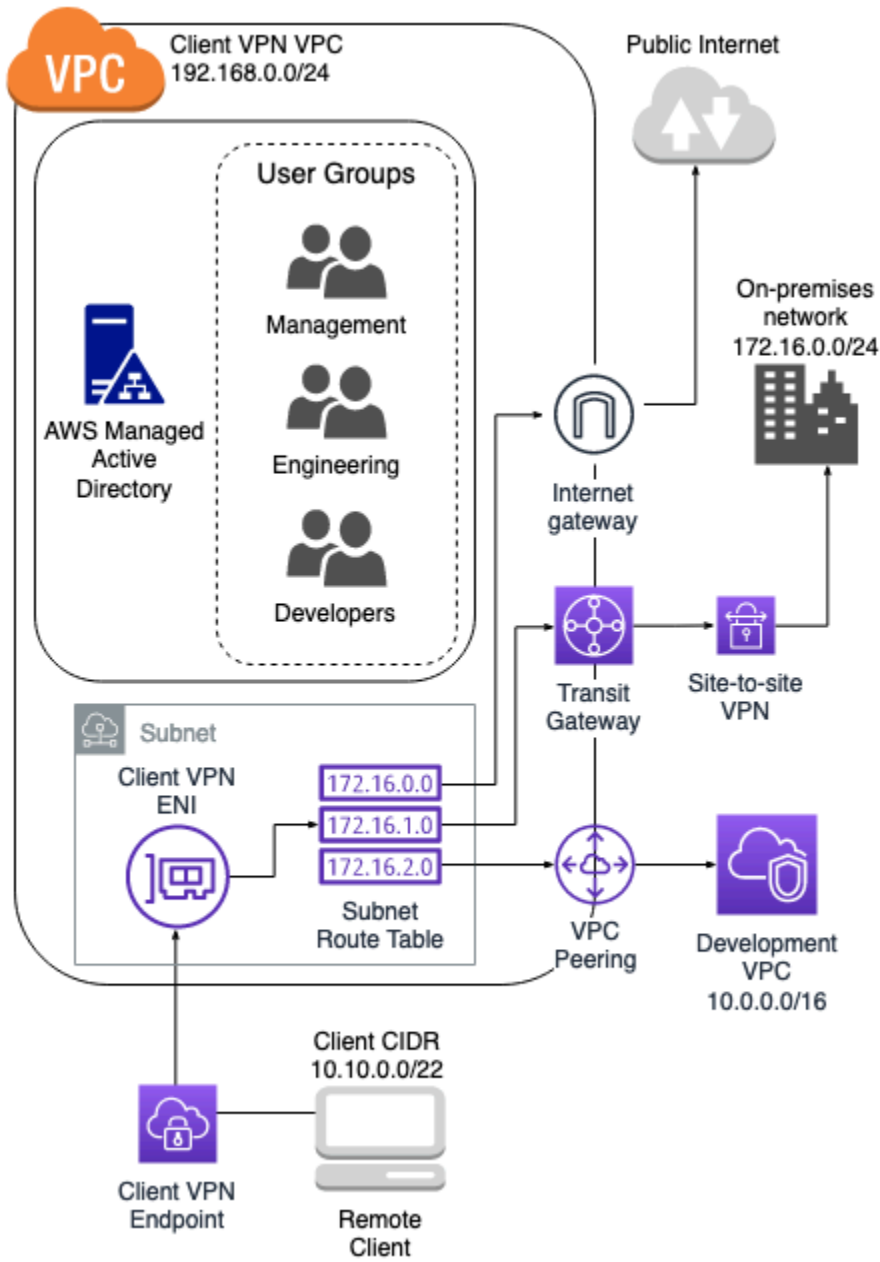 VPC
Client VPN VPC
192.168.0.0/24
Public Internet
User Groups
Management
Engineering
Developers
AWS Managed
Active
Directory
On-premises
network
172.16.0.0/24
Internet
gateway
Transit
Gateway
Site-to-site
VPN
Subnet
Client VPN
ENI
172.16.0.0
172.16.1.0
172.16.2.0
Subnet
Route Table
VPC
Peering
Development
VPC
10.0.0.0/16
Client CIDR
10.10.0.0/22
Client VPN
Endpoint
Remote
Client